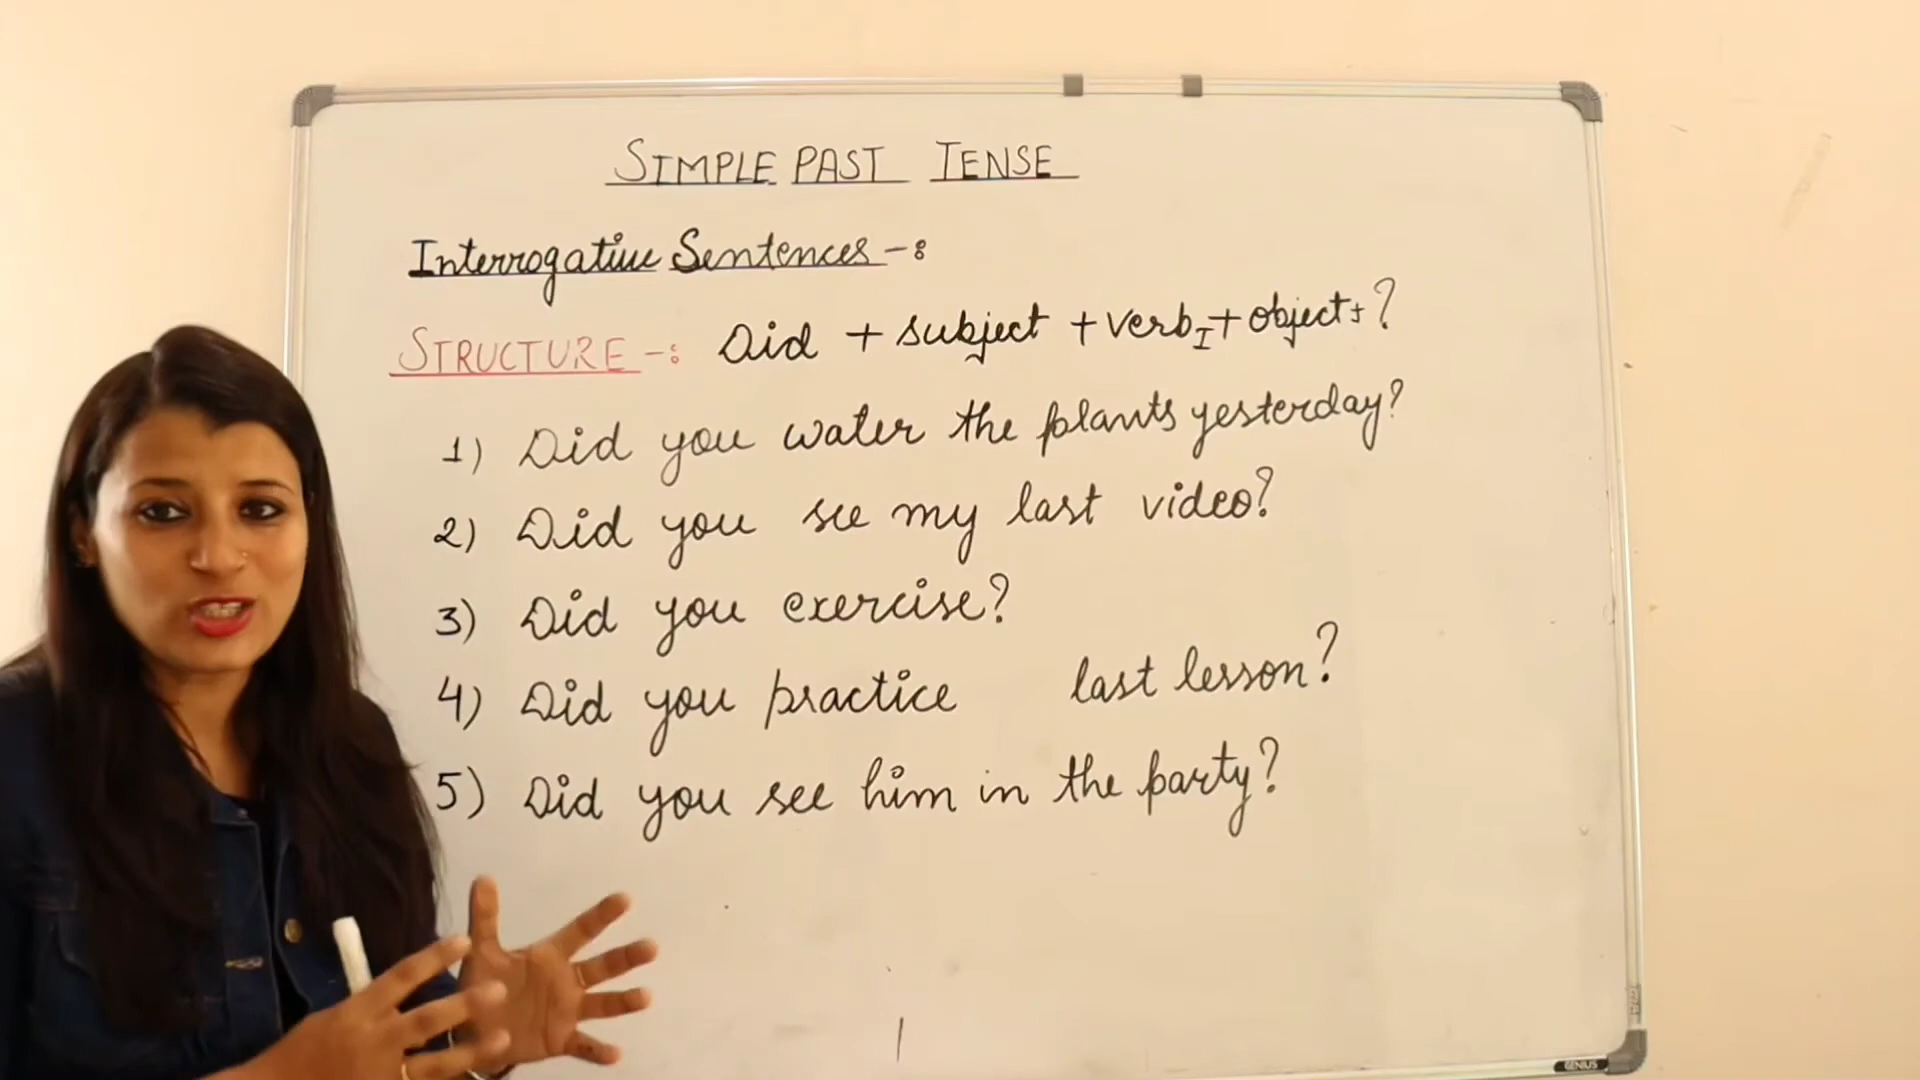 SIMPLE PAST TENSE
Interrogative Sentences -:
STRUCTURE -: Did + subject + verb I + object + ?
1) Did you water the plants yesterday?
2) Did you see my last video?
3) Did you exercise?
4) Did you practice last lesson?
5) Did you see him in the party?
GENIUS